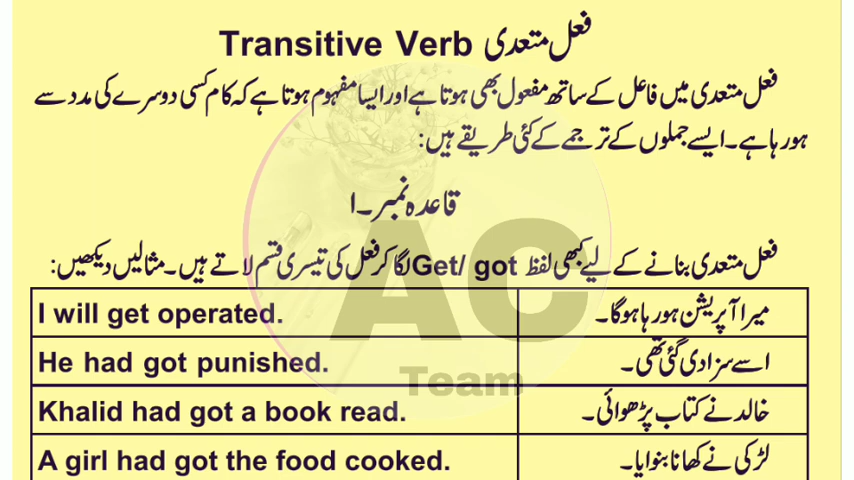 فعل متعدی Transitive Verb
فعل متعدی میں فاعل کے ساتھ مفعول بھی ہوتا ہے اور ایسا مفہوم ہوتا ہے کہ کام کسی دوسرے کی مدد سے
ہو رہا ہے۔ ایسے جملوں کے ترجمے کے کئی طریقے ہیں:
قاعدہ نمبر۔۱
فعل متعدی بنانے کے لیے کبھی لفظ Get/ got لگا کر فعل کی تیسری قسم لاتے ہیں۔ مثالیں دیکھیں:
I will get operated. میرا آپریشن ہو رہا ہوگا۔
He had got punished. اسے سزا دی گئی تھی۔
Khalid had got a book read. خالد نے کتاب پڑھوائی۔
A girl had got the food cooked. لڑکی نے کھانا بنوایا۔
AC
Team